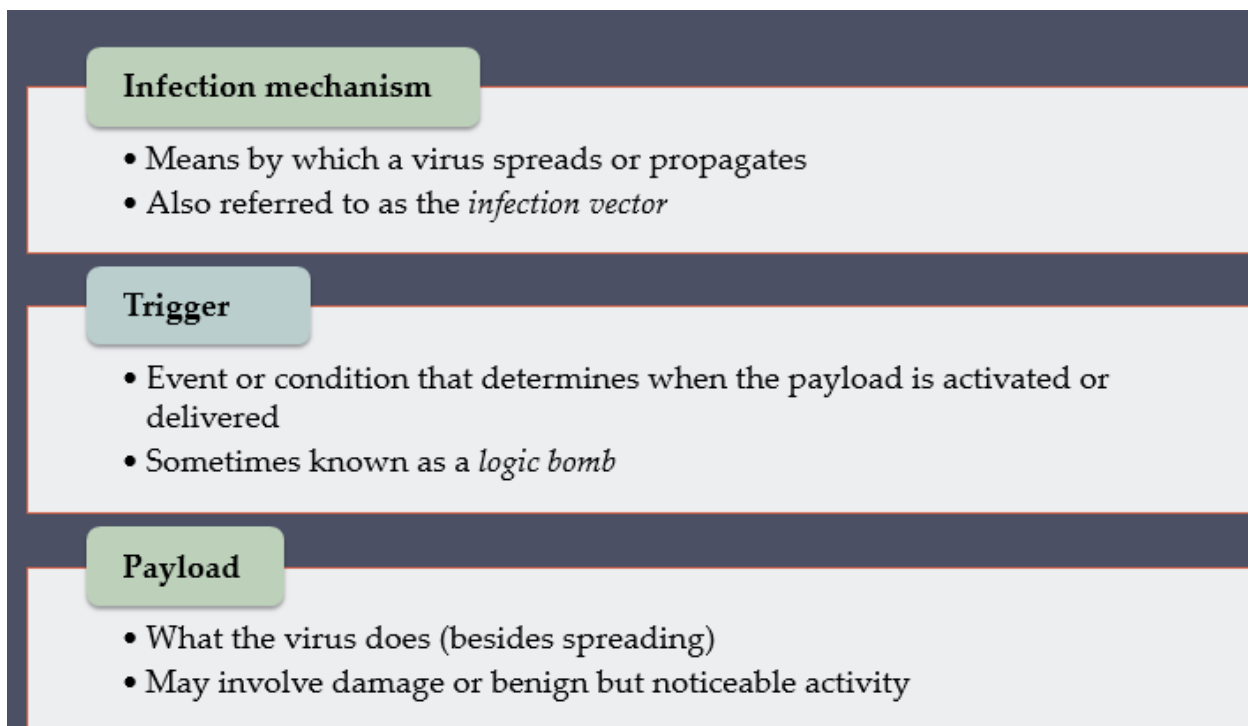 Infection mechanism
• Means by which a virus spreads or propagates
• Also referred to as the infection vector
Trigger
• Event or condition that determines when the payload is activated or
delivered
• Sometimes known as a logic bomb
Payload
• What the virus does (besides spreading)
• May involve damage or benign but noticeable activity